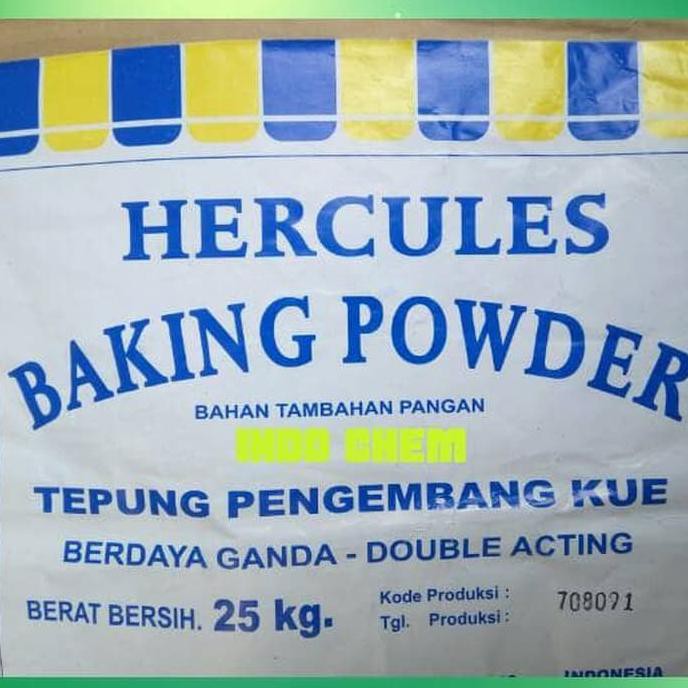 HERCULES
BAKING POWDER
BAHAN TAMBAHAN PANGAN
INDO CHEM
TEPUNG PENGEMBANG KUE
BERDAYA GANDA - DOUBLE ACTING
BERAT BERSIH. 25 kg.
Kode Produksi : 708091
Tgl. Produksi :
INDONESIA